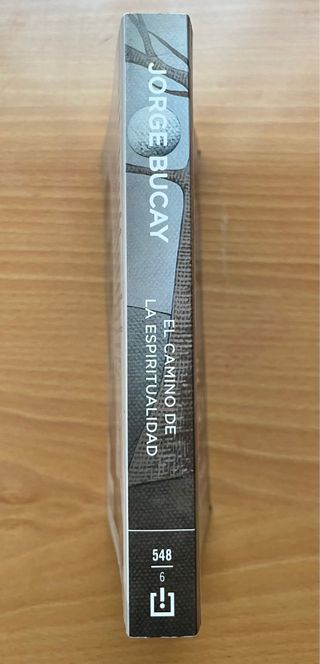 JORGE BUCAY
EL CAMINO DE
LA ESPIRITUALIDAD
548
6